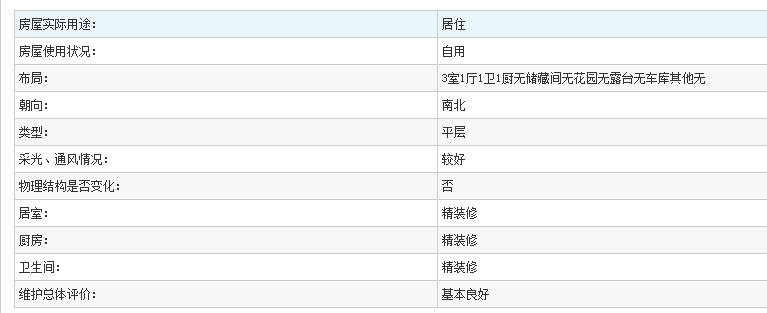 房屋实际用途： 居住
房屋使用状况： 自用
布局： 3室1厅1卫1厨无储藏间无花园无露台无车库其他无
朝向： 南北
类型： 平层
采光、通风情况： 较好
物理结构是否变化： 否
居室： 精装修
厨房： 精装修
卫生间： 精装修
维护总体评价： 基本良好